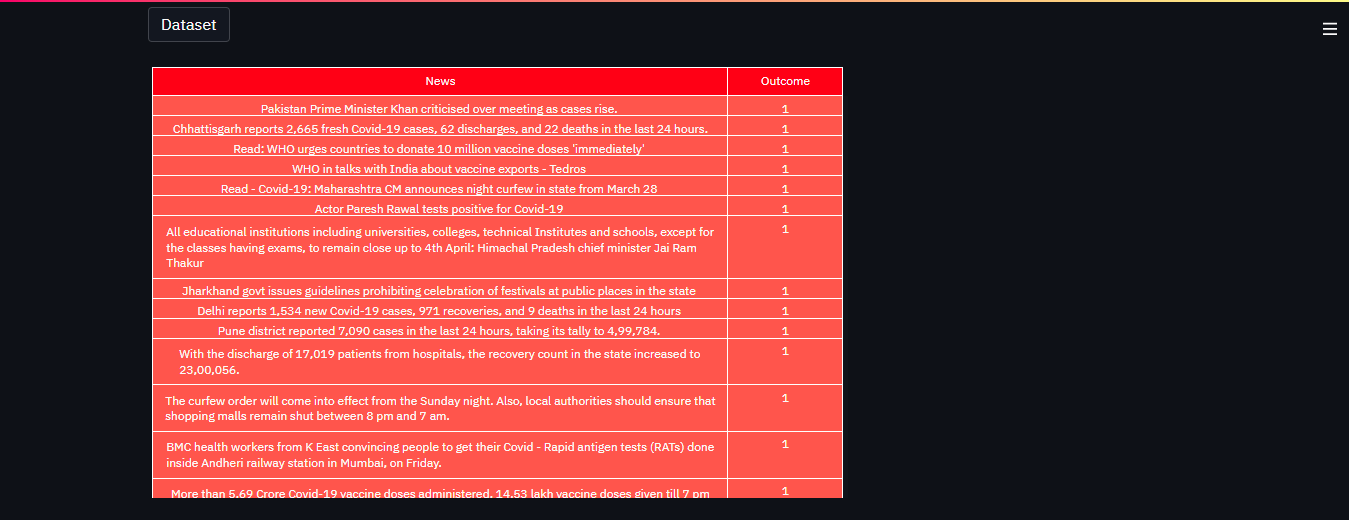 Dataset
News Outcome
Pakistan Prime Minister Khan criticised over meeting as cases rise. 1
Chhattisgarh reports 2,665 fresh Covid-19 cases, 62 discharges, and 22 deaths in the last 24 hours. 1
Read: WHO urges countries to donate 10 million vaccine doses 'immediately' 1
WHO in talks with India about vaccine exports - Tedros 1
Read - Covid-19: Maharashtra CM announces night curfew in state from March 28 1
Actor Paresh Rawal tests positive for Covid-19 1
All educational institutions including universities, colleges, technical Institutes and schools, except for 1
the classes having exams, to remain close up to 4th April: Himachal Pradesh chief minister Jai Ram
Thakur
Jharkhand govt issues guidelines prohibiting celebration of festivals at public places in the state 1
Delhi reports 1,534 new Covid-19 cases, 971 recoveries, and 9 deaths in the last 24 hours 1
Pune district reported 7,090 cases in the last 24 hours, taking its tally to 4,99,784. 1
With the discharge of 17,019 patients from hospitals, the recovery count in the state increased to 1
23,00,056.
The curfew order will come into effect from the Sunday night. Also, local authorities should ensure that 1
shopping malls remain shut between 8 pm and 7 am.
BMC health workers from K East convincing people to get their Covid - Rapid antigen tests (RATs) done 1
inside Andheri railway station in Mumbai, on Friday.
More than 5.69 Crore Covid-19 vaccine doses administered, 14.53 lakh vaccine doses given till 7 pm 1